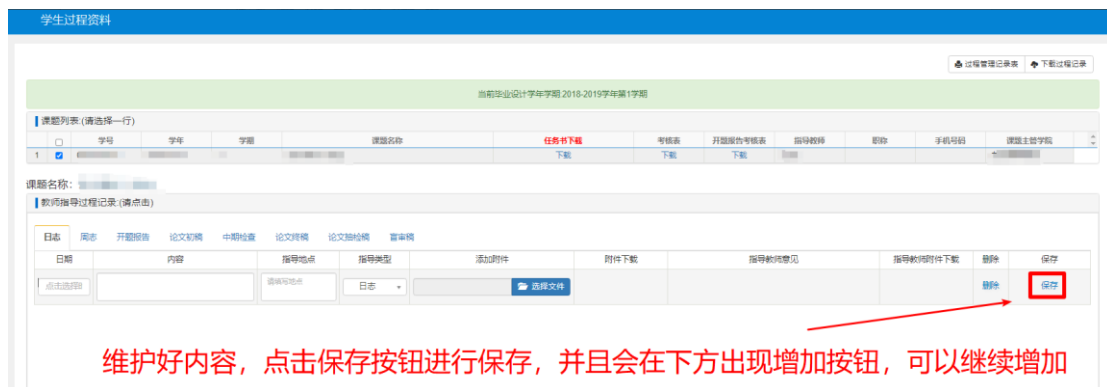 学生过程资料
过程管理记录表 下载过程记录
当前毕业设计学年学期:2018-2019学年第1学期
课题列表:(请选择一行)
学号 学年 学期 课题名称 任务书下载 考核表 开题报告考核表 指导教师 职称 手机号码 课题主管学院
1 下载 下载 下载
课题名称:
教师指导过程记录:(请点击)
日志 周志 开题报告 论文初稿 中期检查 论文终稿 论文抽检稿 盲审稿
日期 内容 指导地点 指导类型 添加附件 附件下载 指导教师意见 指导教师附件下载 删除 保存
点击选择 请填写地点 日志 选择文件 删除 保存
维护好内容，点击保存按钮进行保存，并且会在下方出现增加按钮，可以继续增加